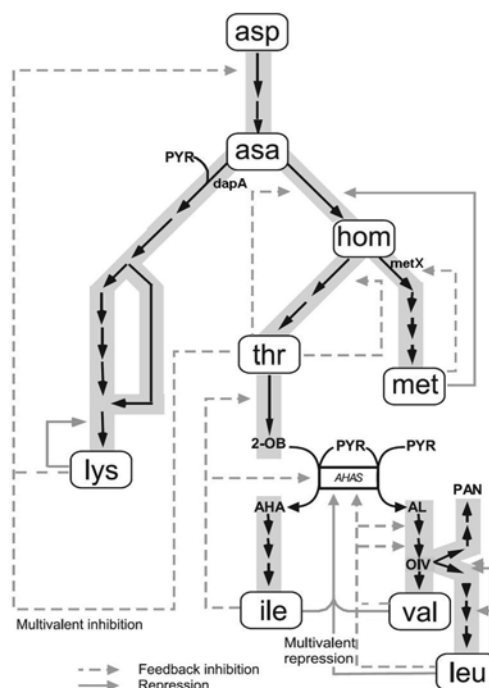 asp
PYR
asa
dapA
hom
metX
thr
met
2-OB
PYR
PYR
lys
AHAS
AHA
AL
PAN
OIV
ile
val
Multivalent inhibition
Multivalent
repression
leu
Feedback inhibition
Repression